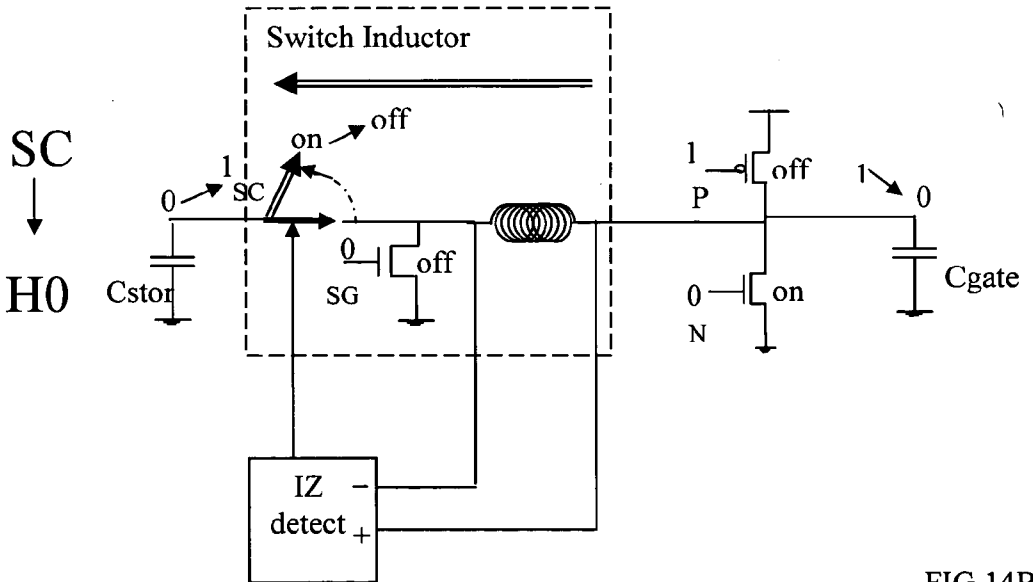 Switch Inductor
SC
H0
0 1
SC
on off
Cstor
0
SG
off
1
P
off
0
N
on
1 0
Cgate
IZ −
detect +
FIG.14B